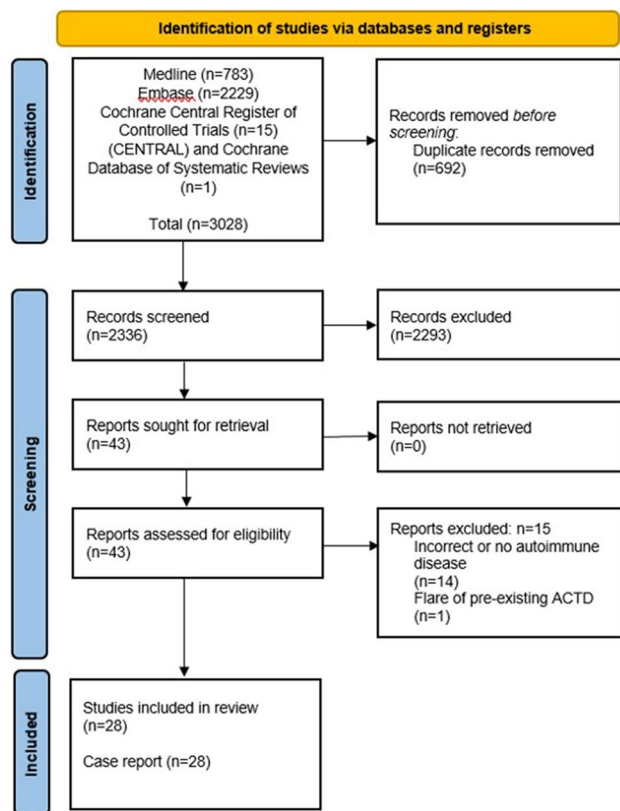 Identification of studies via databases and registers
Identification
Medline (n=783)
Embase (n=2229)
Cochrane Central Register of
Controlled Trials (n=15)
(CENTRAL) and Cochrane
Database of Systematic Reviews
(n=1)
Total (n=3028)
Records removed before
screening:
Duplicate records removed
(n=692)
Screening
Records screened
(n=2336)
Records excluded
(n=2293)
Reports sought for retrieval
(n=43)
Reports not retrieved
(n=0)
Reports assessed for eligibility
(n=43)
Reports excluded: n=15
Incorrect or no autoimmune
disease
(n=14)
Flare of pre-existing ACTD
(n=1)
Included
Studies included in review
(n=28)
Case report (n=28)